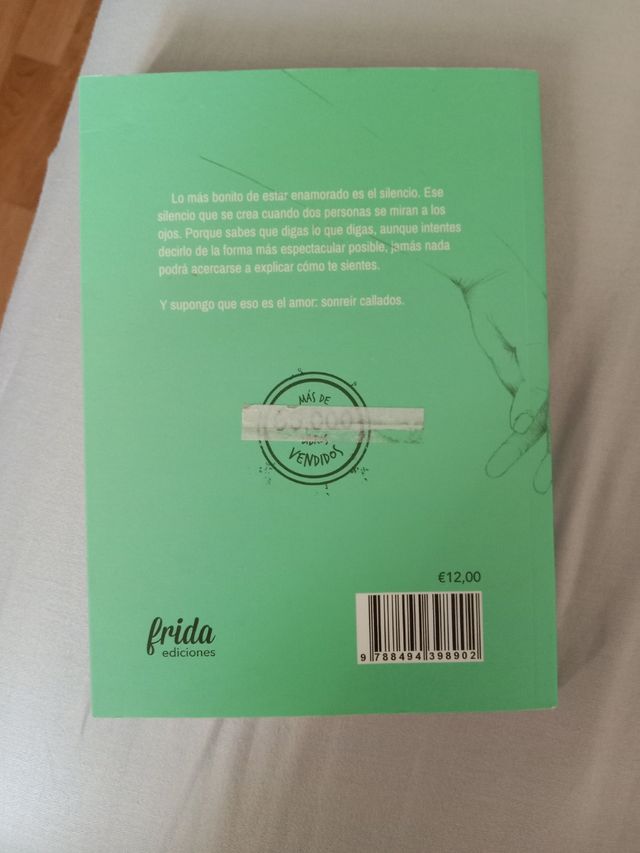 Lo más bonito de estar enamorado es el silencio. Ese
silencio que se crea cuando dos personas se miran a los
ojos. Porque sabes que digas lo que digas, aunque intentes
decirlo de la forma más espectacular posible, jamás nada
podrá acercarse a explicar cómo te sientes.
Y supongo que eso es el amor: sonreír callados.
MÁS DE
LIBROS
VENDIDOS
€12,00
frida
ediciones
9 788494 398902